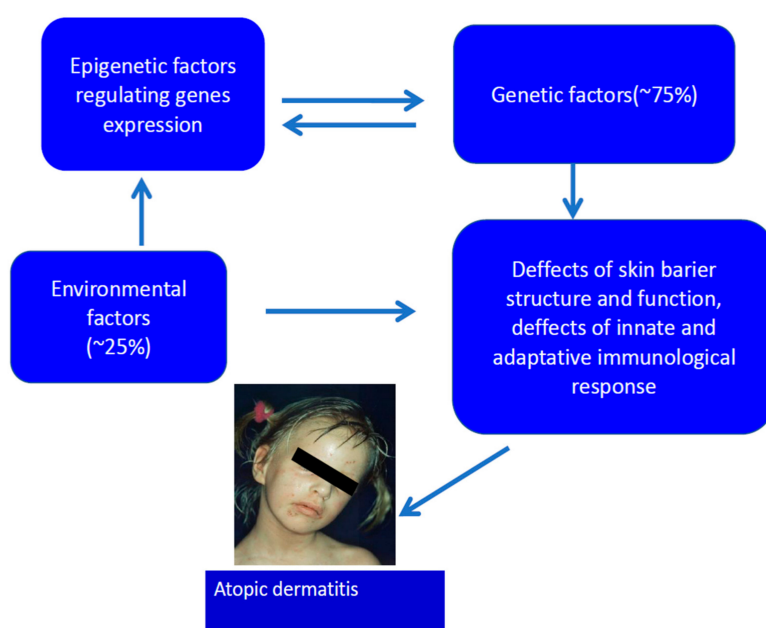 Epigenetic factors
regulating genes
expression
Genetic factors(~75%)
Environmental
factors
(~25%)
Deffects of skin barier
structure and function,
deffects of innate and
adaptative immunological
response
Atopic dermatitis